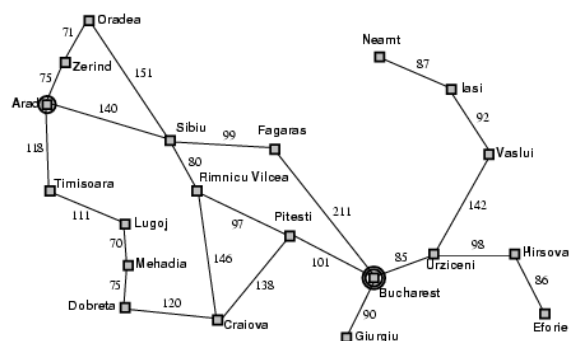 Oradea
71
Neamt
Zerind
87
75
151
Iasi
Arad
140
92
Sibiu
99
Fagaras
118
Vaslui
80
Timisoara
Rimnicu Vilcea
111
97
211
142
Lugoj
Pitesti
70
146
101
85
98
Hirsova
Mehadia
138
Urziceni
75
86
Bucharest
Dobreta
120
90
Craiova
Eforie
Giurgiu